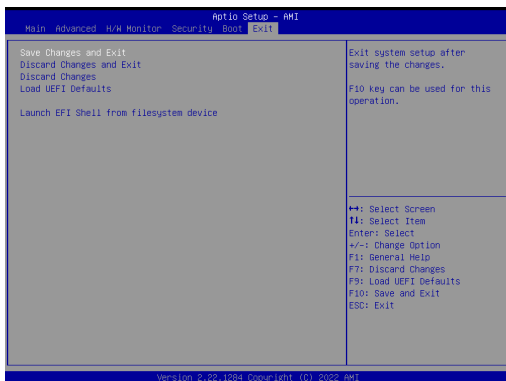 Aptio Setup - AMI
Main Advanced H/W Monitor Security Boot Exit
Save Changes and Exit
Discard Changes and Exit
Discard Changes
Load UEFI Defaults
Launch EFI Shell from filesystem device
Exit system setup after
saving the changes.
F10 key can be used for this
operation.
↔: Select Screen
↑↓: Select Item
Enter: Select
+/-: Change Option
F1: General Help
F7: Discard Changes
F9: Load UEFI Defaults
F10: Save and Exit
ESC: Exit
Version 2.22.1284 Copyright (C) 2022 AMI